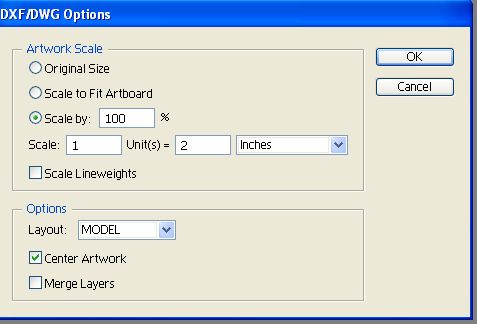 DXF/DWG Options
Artwork Scale
Original Size
Scale to Fit Artboard
Scale by: 100 %
Scale: 1 Unit(s) = 2 Inches
Scale Lineweights
OK
Cancel
Options
Layout: MODEL
Center Artwork
Merge Layers